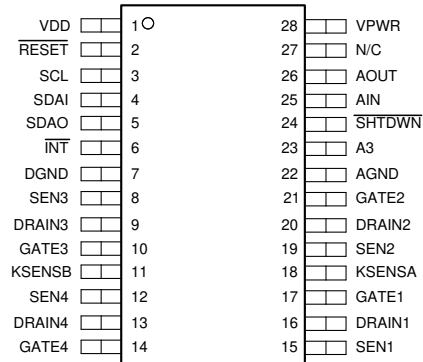 VDD 1 28 VPWR
RESET 2 27 N/C
SCL 3 26 AOUT
SDAI 4 25 AIN
SDAO 5 24 SHTDWN
INT 6 23 A3
DGND 7 22 AGND
SEN3 8 21 GATE2
DRAIN3 9 20 DRAIN2
GATE3 10 19 SEN2
KSENSB 11 18 KSENSA
SEN4 12 17 GATE1
DRAIN4 13 16 DRAIN1
GATE4 14 15 SEN1